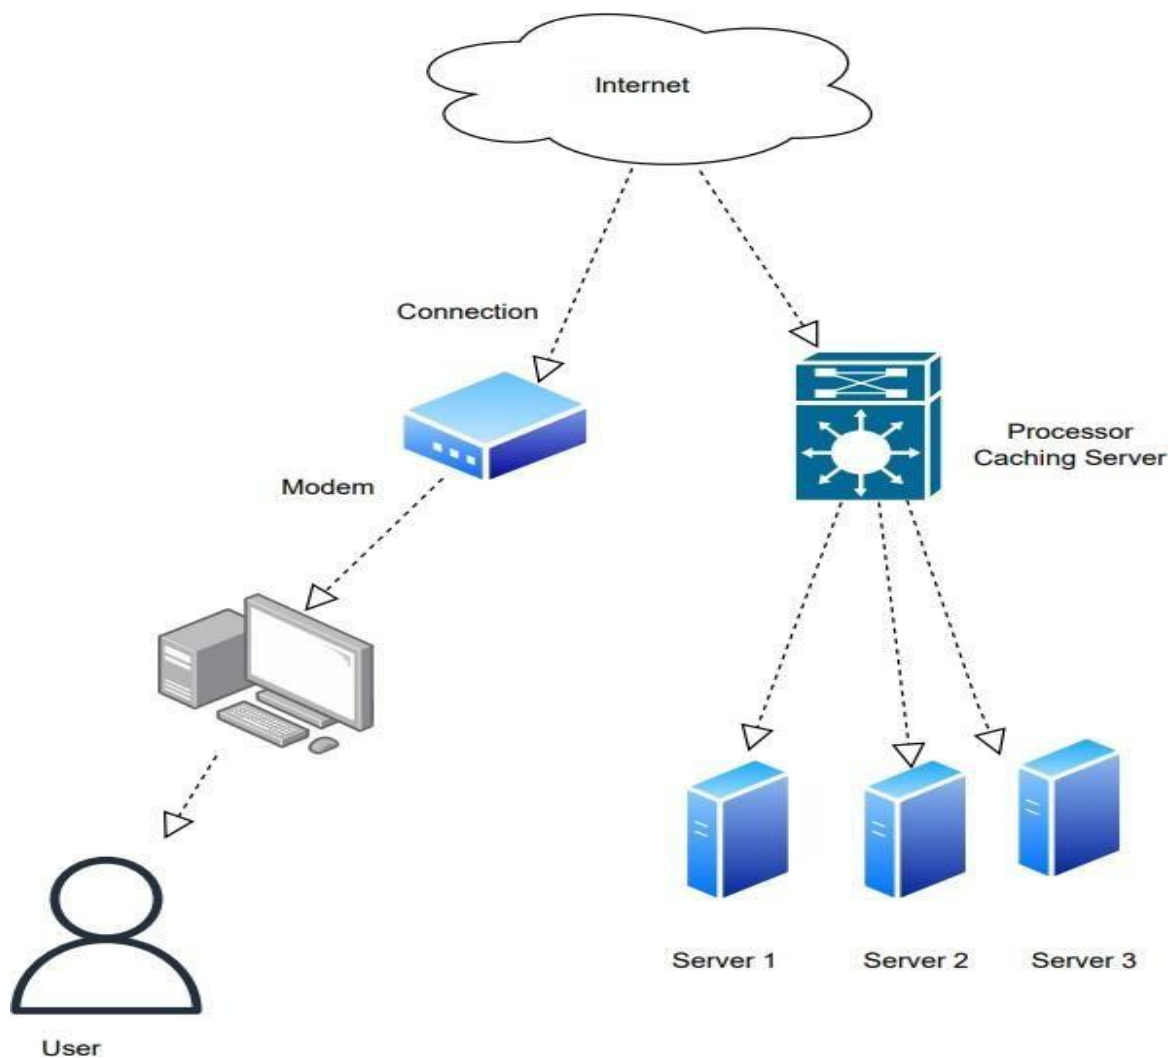 Internet
Connection
Processor
Caching Server
Modem
Server 1
Server 2
Server 3
User